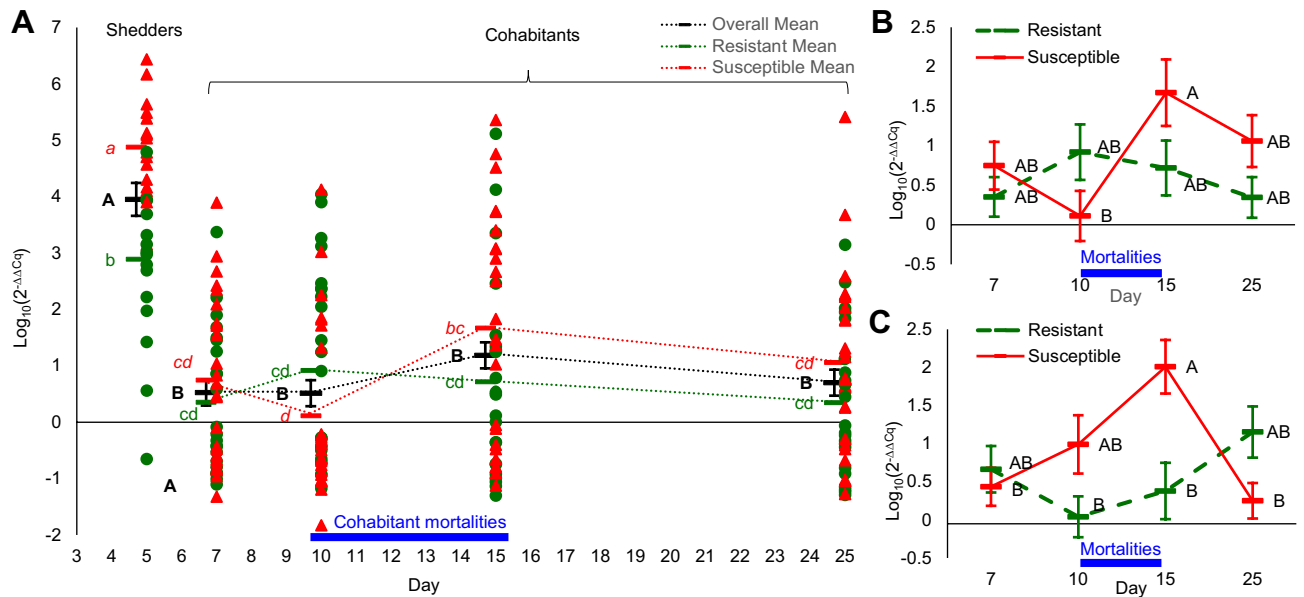 A
Shedders
Cohabitants
Overall Mean
Resistant Mean
Susceptible Mean
Log10(2-ΔΔCq)
7
6
5
4
3
2
1
0
-1
-2
a
A
b
cd
B
cd
cd
B
d
bc
B
cd
cd
B
cd
A
Cohabitant mortalities
3 4 5 6 7 8 9 10 11 12 13 14 15 16 17 18 19 20 21 22 23 24 25
Day
B
Resistant
Susceptible
Log10(2-ΔΔCq)
2.5
2
1.5
1
0.5
0
-0.5
AB
AB
AB
B
A
AB
AB
AB
Mortalities
7 10 15 25
Day
C
Resistant
Susceptible
Log10(2-ΔΔCq)
2.5
2
1.5
1
0.5
0
-0.5
AB
B
AB
B
A
B
AB
B
Mortalities
7 10 15 25
Day